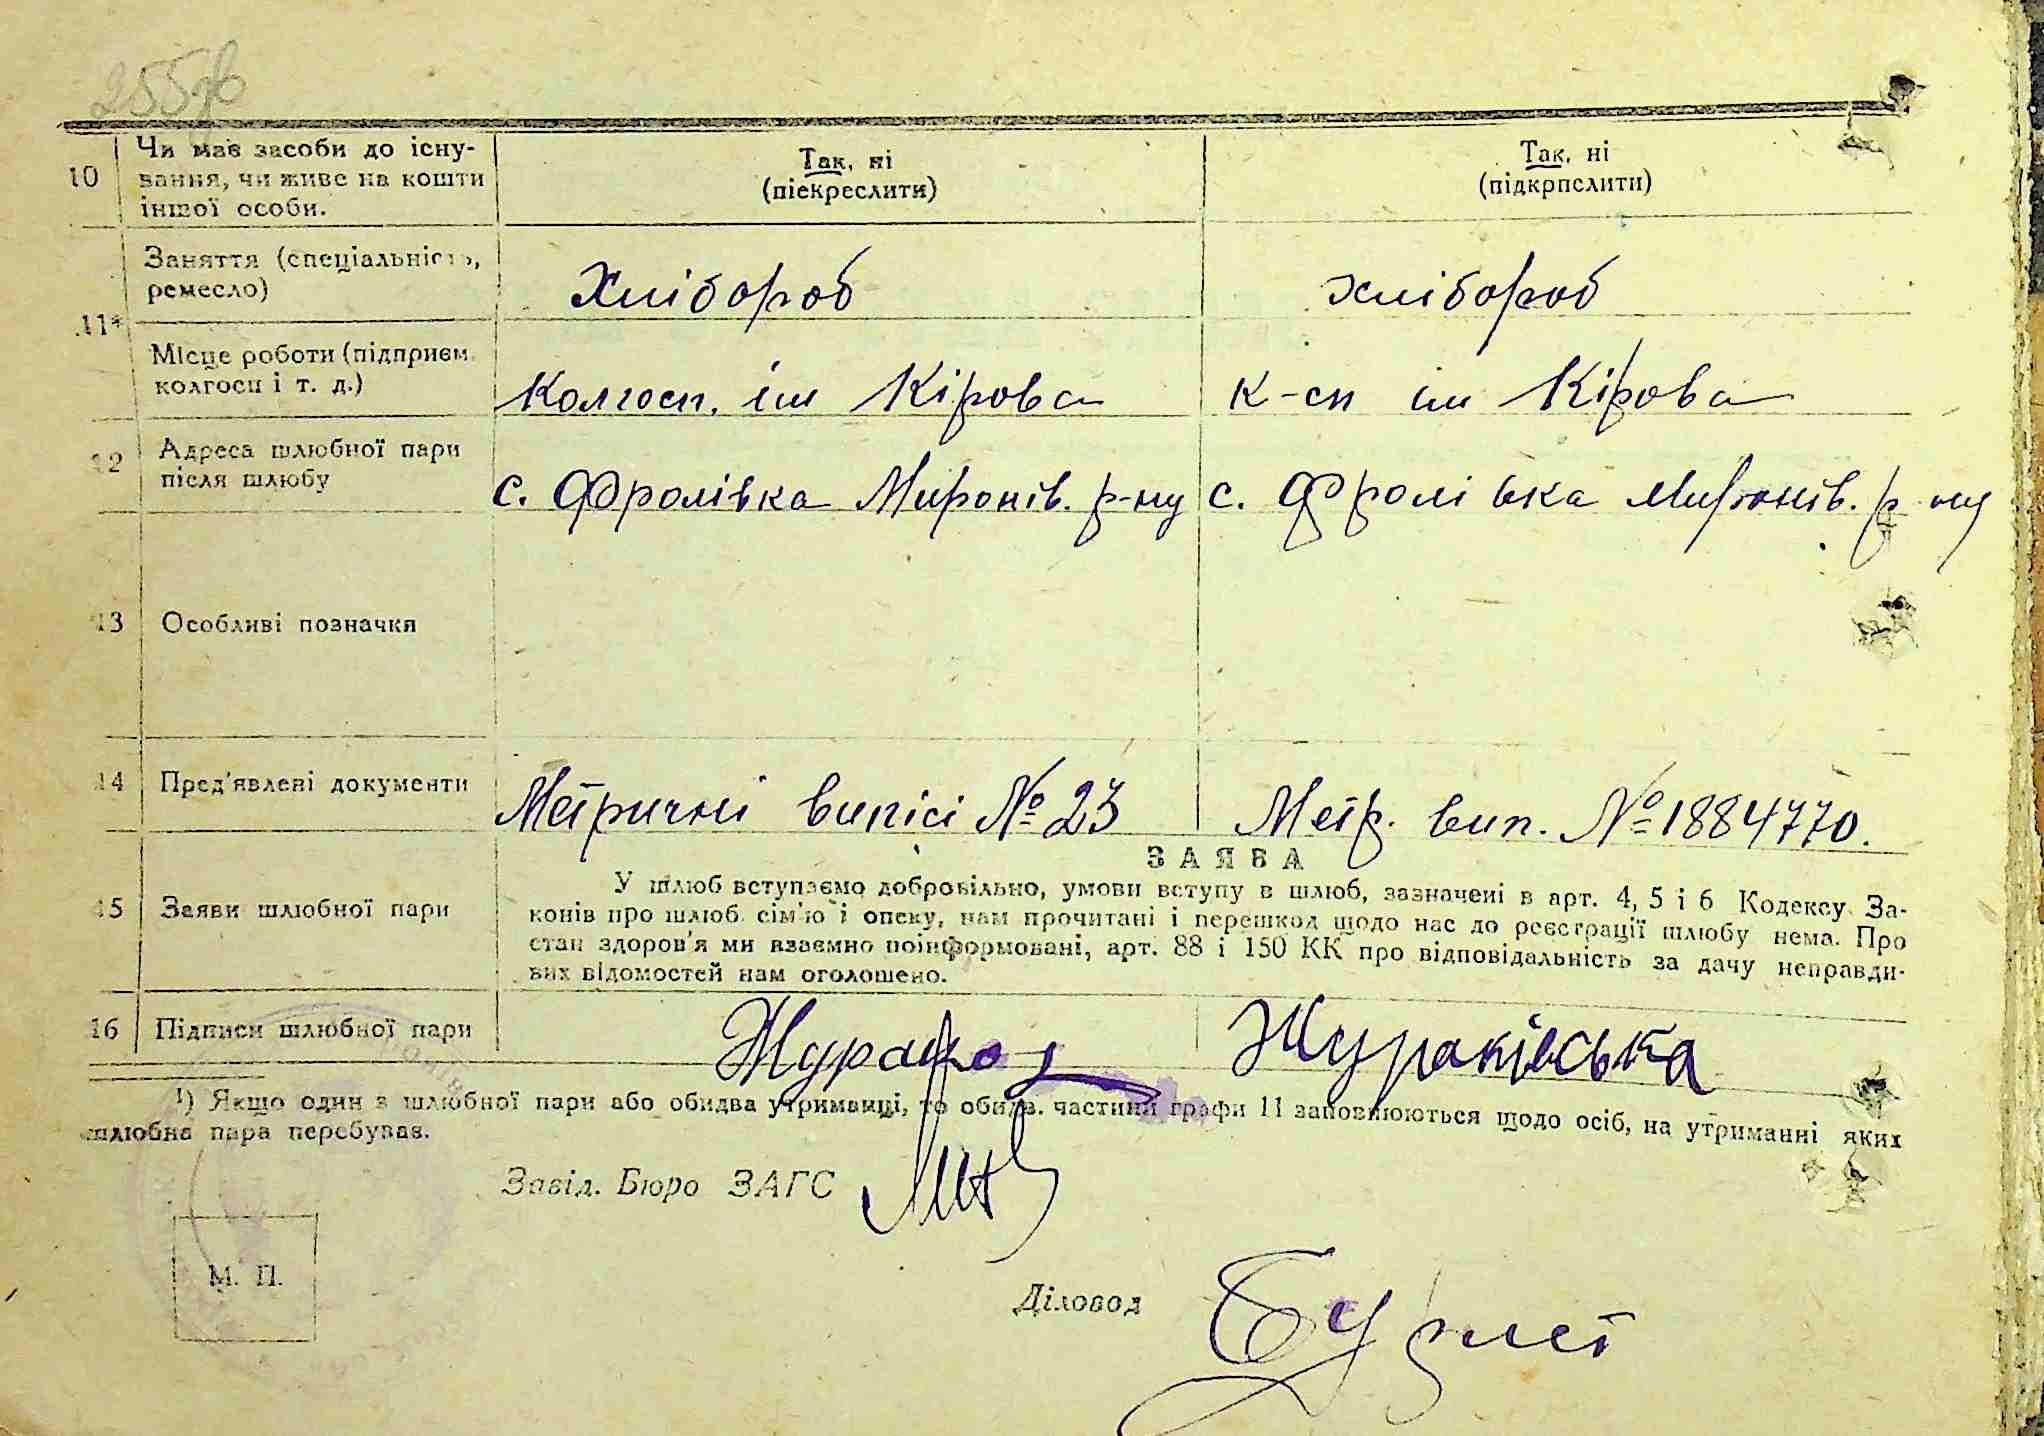 10
Чи має засоби до існу-
вання, чи живе на кошти
іншої особи.
Так, ні
(піекреслити)
Так, ні
(підкрпслити)
11*
Заняття (спеціальність,
ремесло)
Хлібороб
хлібороб
Місце роботи (підприєм.
колгосп і т. д.)
Колгосп. ім Кірова
к-сп ім Кірова
12
Адреса шлюбної пари
після шлюбу
с. Фролівка Миронів. р-ну
с. Фролівка Миронів. р-ну
13
Особливі позначки
14
Пред'явлені документи
Метричні випісі № 23
Метр. вип. № 1884770.
15
Заяви шлюбної пари
ЗАЯВА
У шлюб вступаємо добровільно, умови вступу в шлюб, зазначені в арт. 4, 5 і 6 Кодексу За-
конів про шлюб. сім'ю і опеку, нам прочитані і перешкод щодо нас до реєстрації шлюбу нема. Про
стан здоров'я ми взаємно поінформовані, арт. 88 і 150 КК про відповідальність за дачу неправди-
вих відомостей нам оголошено.
16
Підписи шлюбної пари
Жураківська
1) Якщо один з шлюбної пари або обидва утриманці, то обидв. частини графи 11 заповнюються щодо осіб, на утриманні яких
шлюбна пара перебуває.
Завід. Бюро ЗАГС
М. П.
Діловод